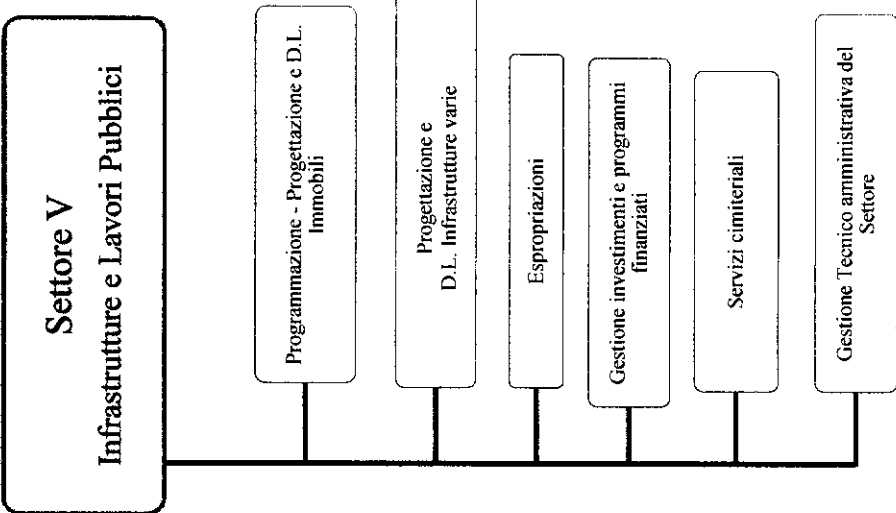 Settore V
Infrastrutture e Lavori Pubblici
Programmazione - Progettazione e D.L.
Immobili
Progettazione e
D.L. Infrastrutture varie
Espropriazioni
Gestione investimenti e programmi
finanziati
Servizi cimiteriali
Gestione Tecnico amministrativa del
Settore